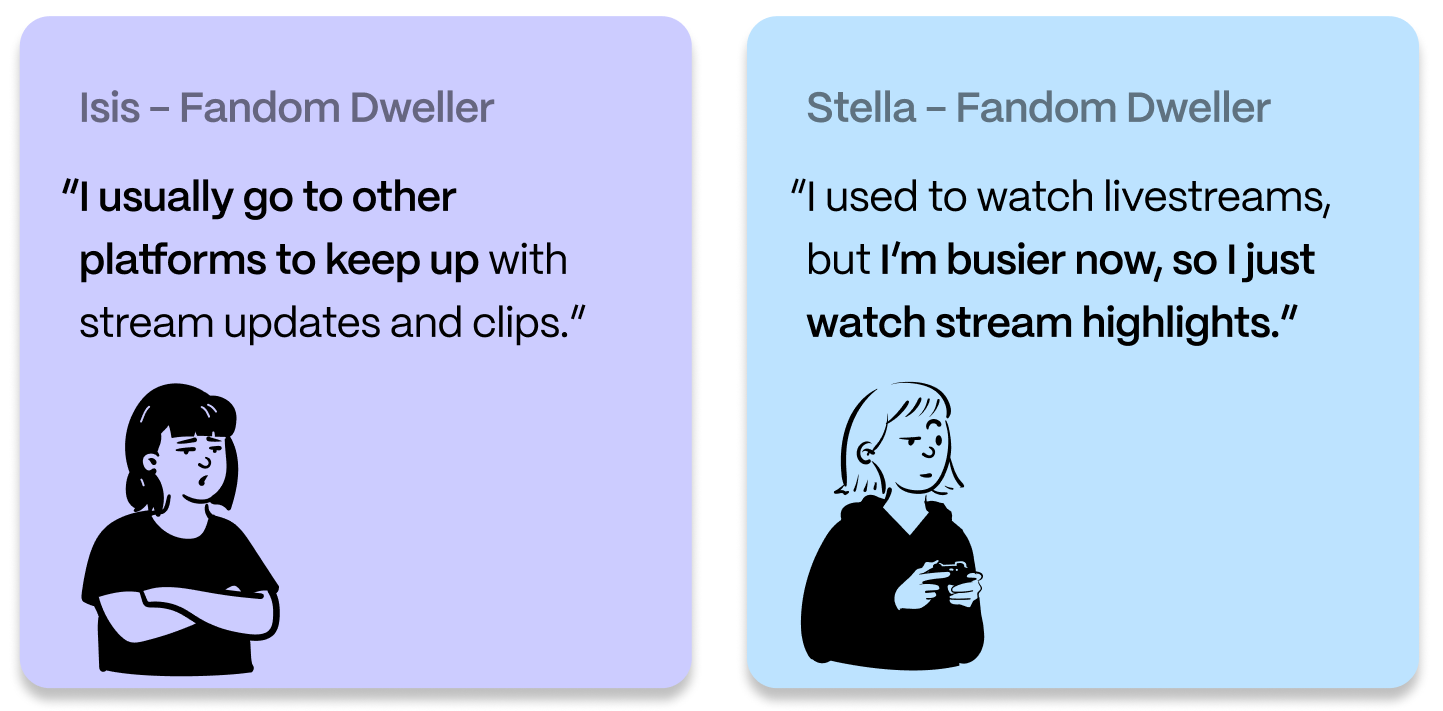 Isis – Fandom Dweller
"I usually go to other
platforms to keep up with
stream updates and clips."
Stella – Fandom Dweller
"I used to watch livestreams,
but I'm busier now, so I just
watch stream highlights."